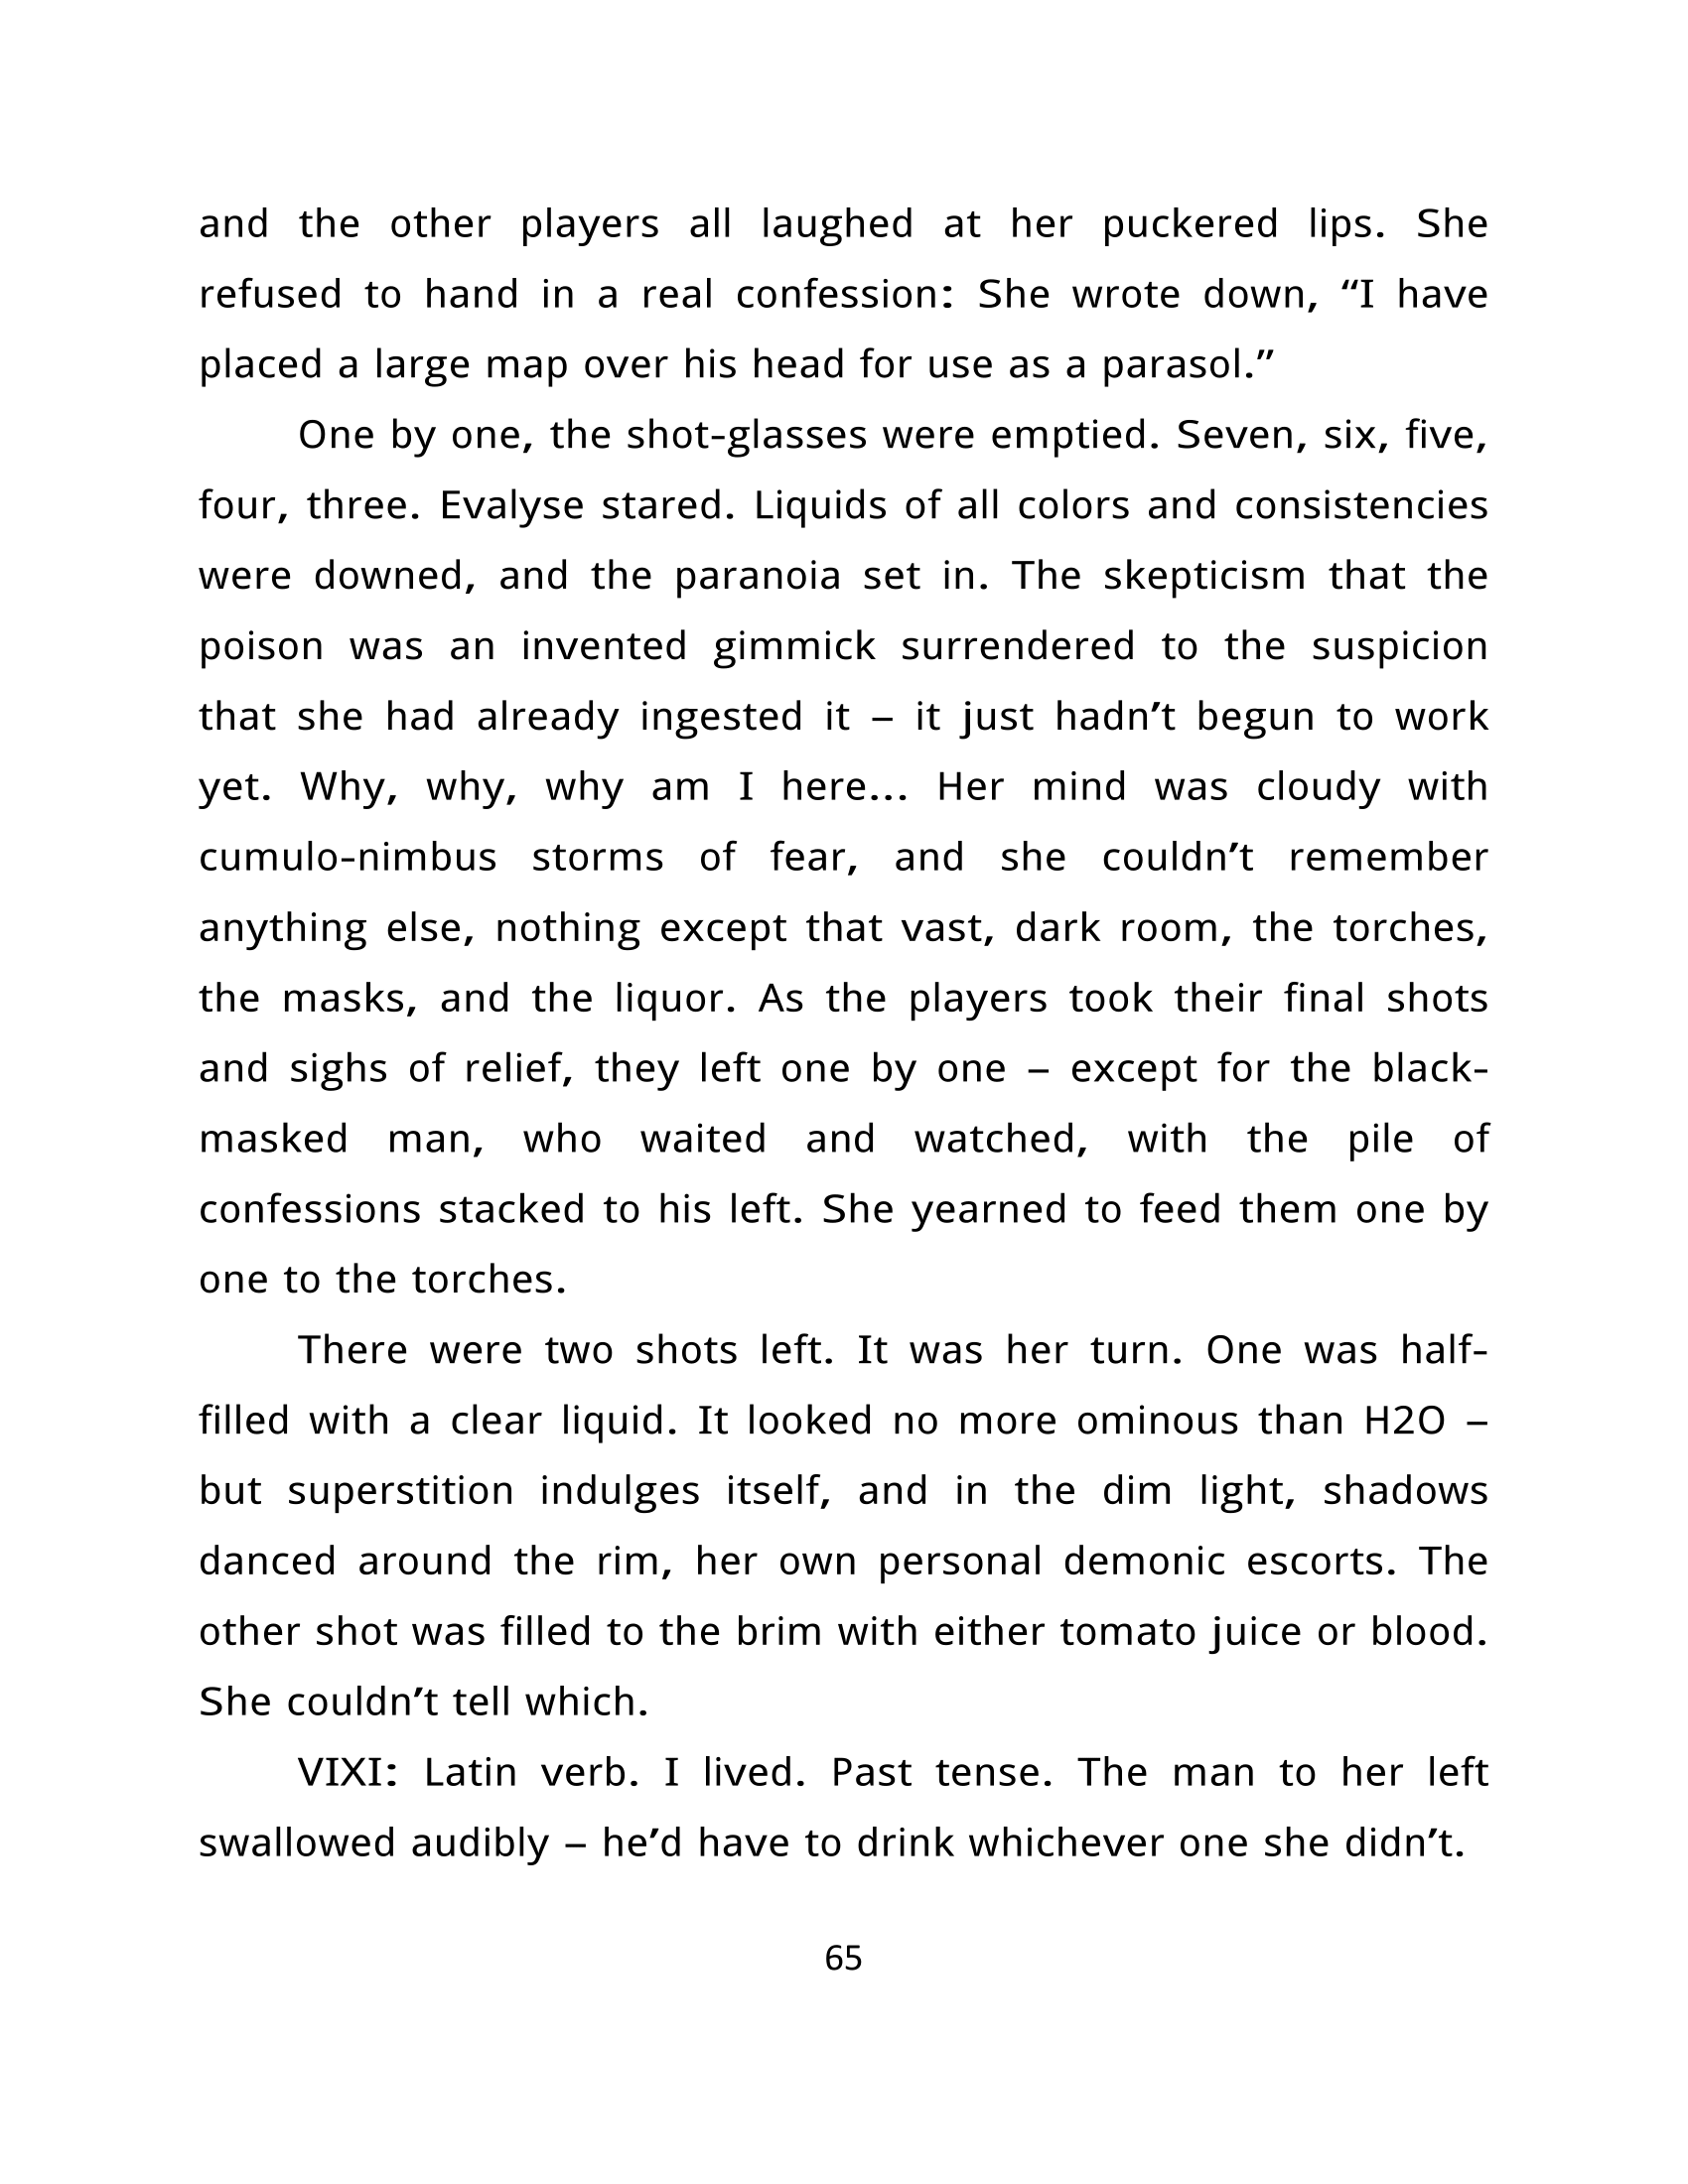 and the other players all laughed at her puckered lips. She
refused to hand in a real confession: She wrote down, “I have
placed a large map over his head for use as a parasol.”
One by one, the shot-glasses were emptied. Seven, six, five,
four, three. Evalyse stared. Liquids of all colors and consistencies
were downed, and the paranoia set in. The skepticism that the
poison was an invented gimmick surrendered to the suspicion
that she had already ingested it – it just hadn’t begun to work
yet. Why, why, why am I here... Her mind was cloudy with
cumulo-nimbus storms of fear, and she couldn’t remember
anything else, nothing except that vast, dark room, the torches,
the masks, and the liquor. As the players took their final shots
and sighs of relief, they left one by one – except for the black-
masked man, who waited and watched, with the pile of
confessions stacked to his left. She yearned to feed them one by
one to the torches.
There were two shots left. It was her turn. One was half-
filled with a clear liquid. It looked no more ominous than H2O –
but superstition indulges itself, and in the dim light, shadows
danced around the rim, her own personal demonic escorts. The
other shot was filled to the brim with either tomato juice or blood.
She couldn’t tell which.
VIXI: Latin verb. I lived. Past tense. The man to her left
swallowed audibly – he’d have to drink whichever one she didn’t.
65